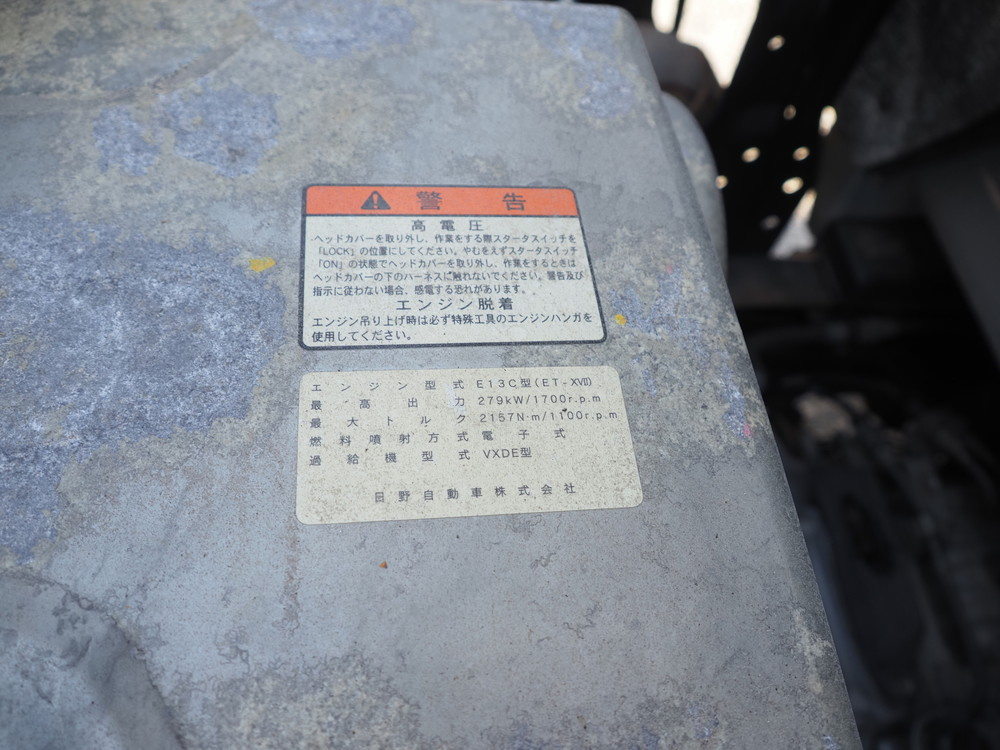 警告
高電圧
ヘッドカバーを取り外し、作業をする際スタータスイッチを
「LOCK」の位置にしてください。やむをえずスタータスイッチ
「ON」の状態でヘッドカバーを取り外し、作業をするときは
ヘッドカバーの下のハーネスに触れないでください。警告及び
指示に従わない場合、感電する恐れがあります。
エンジン脱着
エンジン吊り上げ時は必ず特殊工具のエンジンハンガを
使用してください。
エンジン型式 E13C型(ET-XVII)
最高出力 279kW/1700r.p.m
最大トルク 2157N·m/1100r.p.m
燃料噴射方式 電子式
過給機型式 VXDE型
日野自動車株式会社